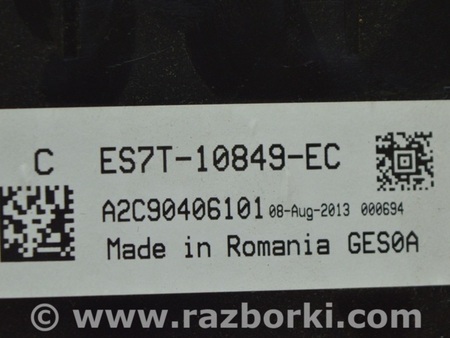 C ES7T-10849-EC
A2C90406101 08-Aug-2013 000694
Made in Romania GES0A
© www.razborki.com